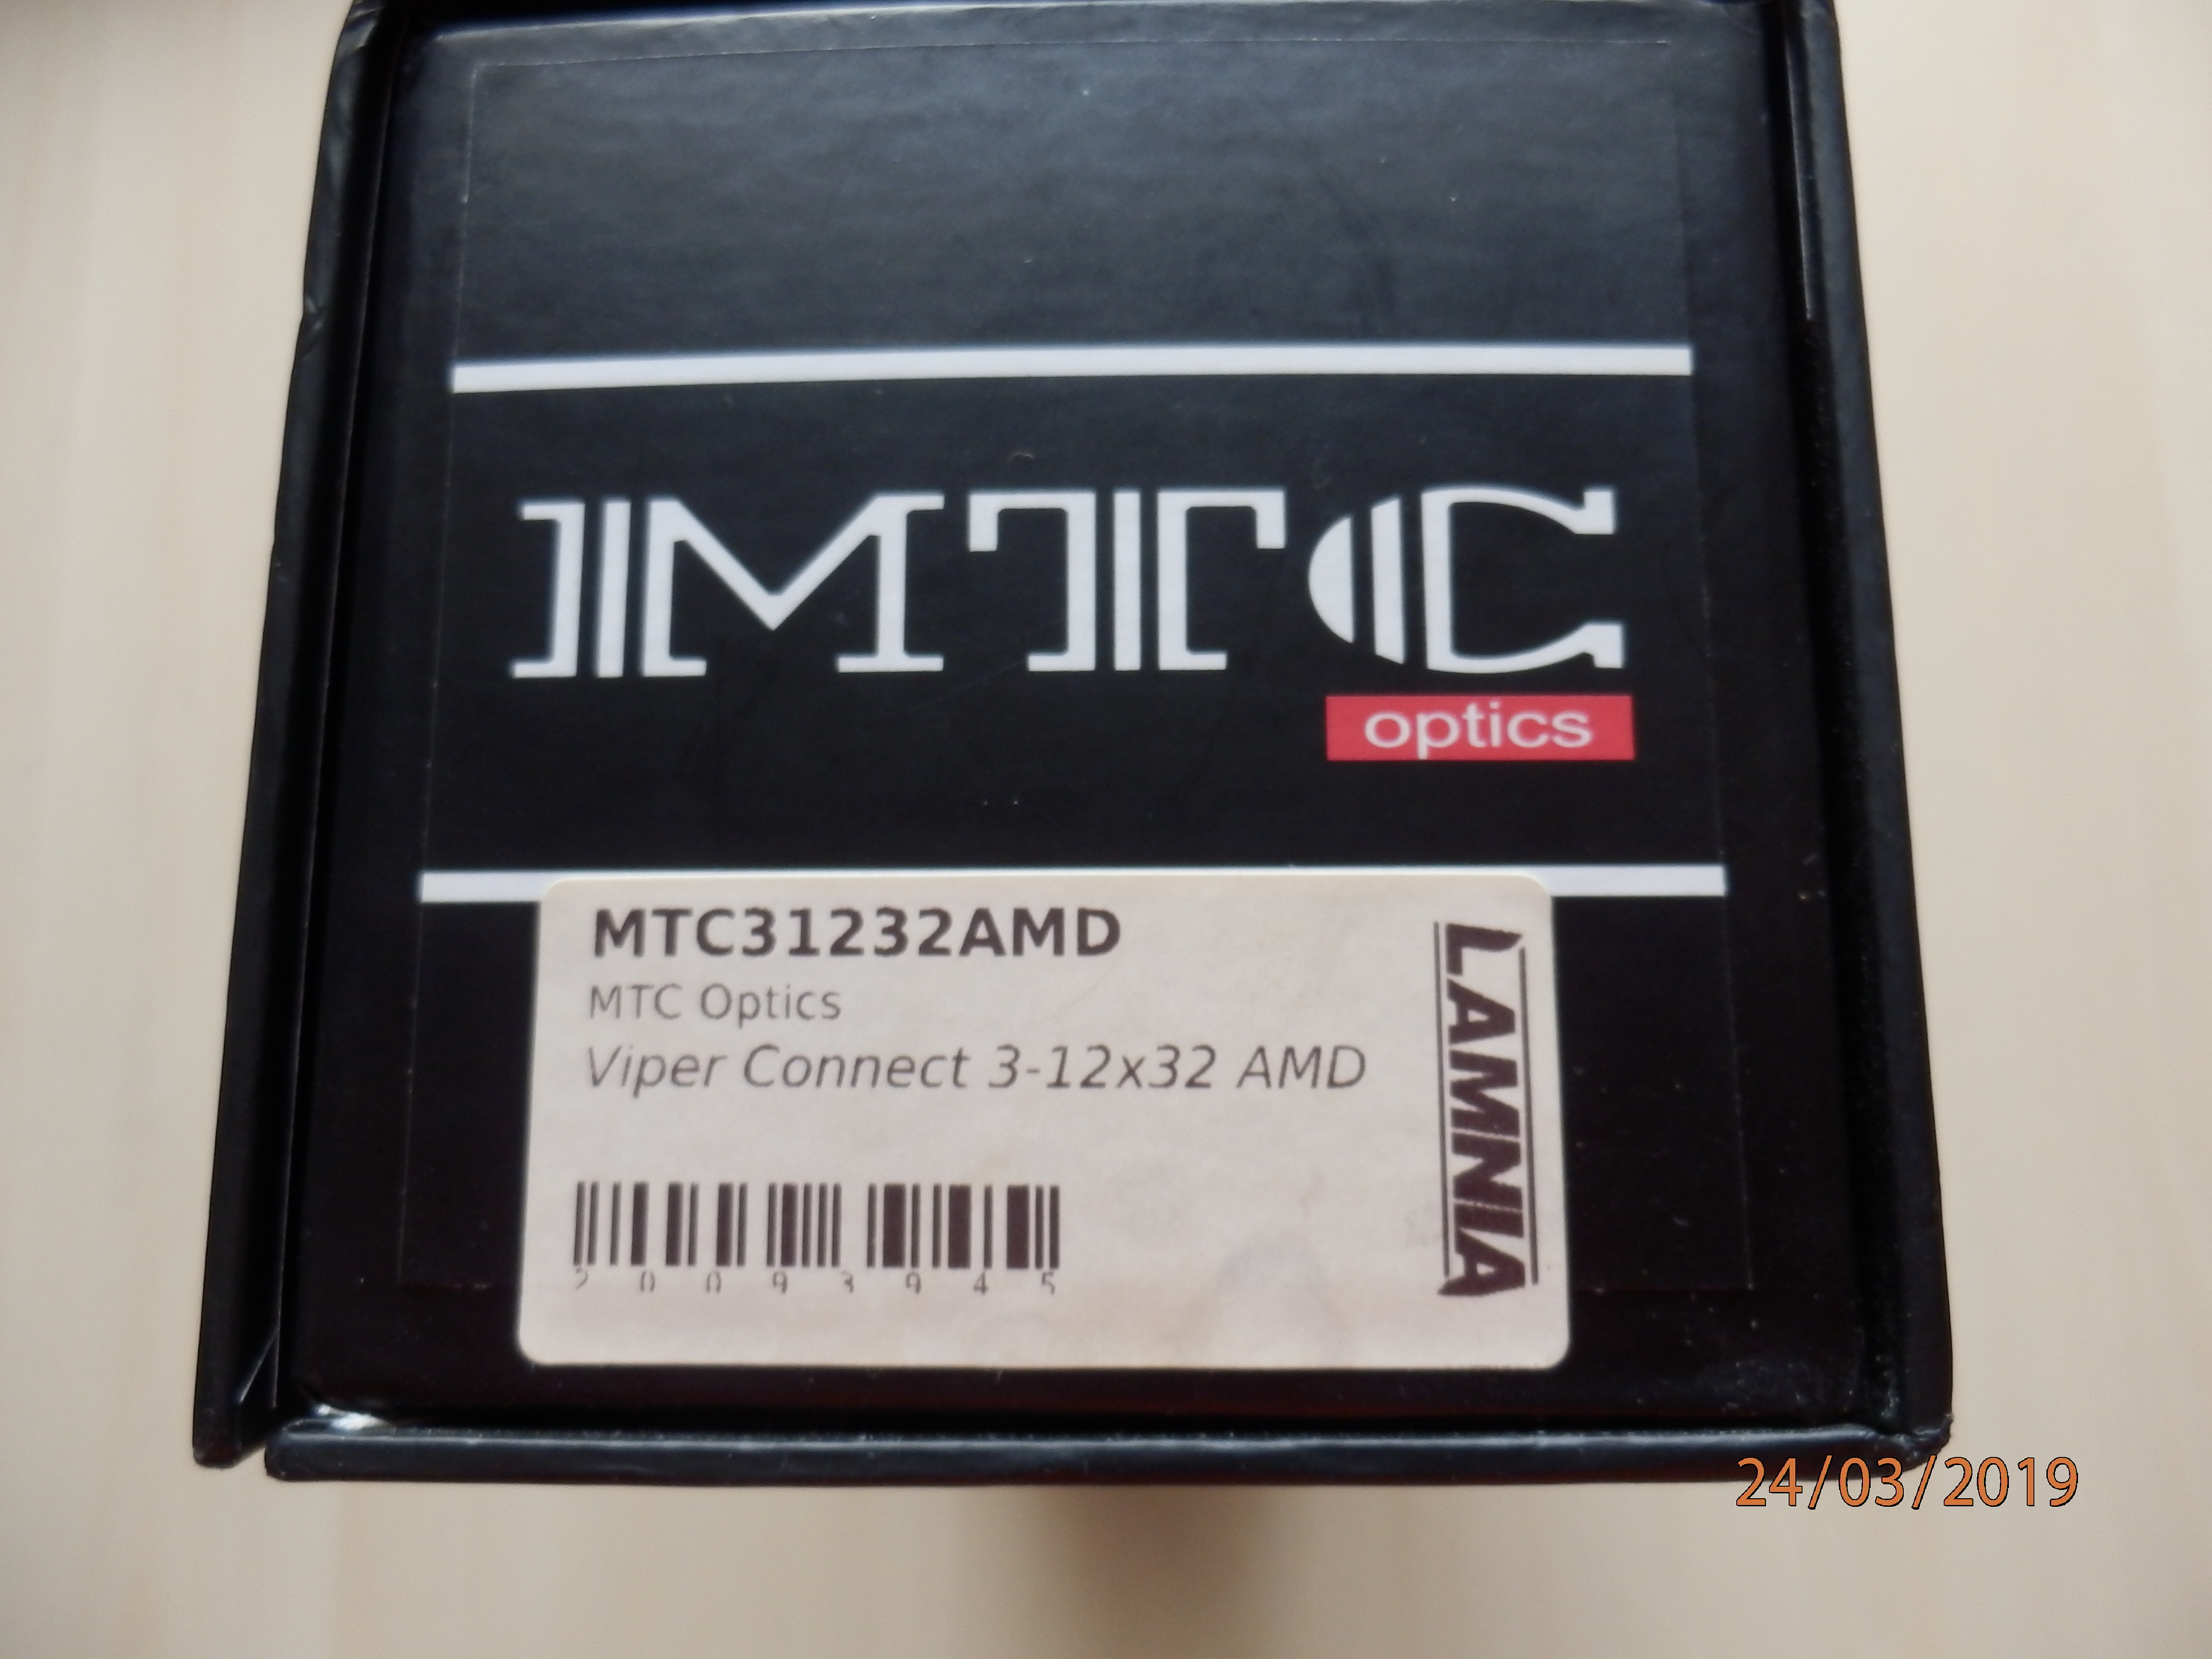 MTC
optics
MTC31232AMD
MTC Optics
Viper Connect 3-12x32 AMD
20093945
LAMNIA
24/03/2019